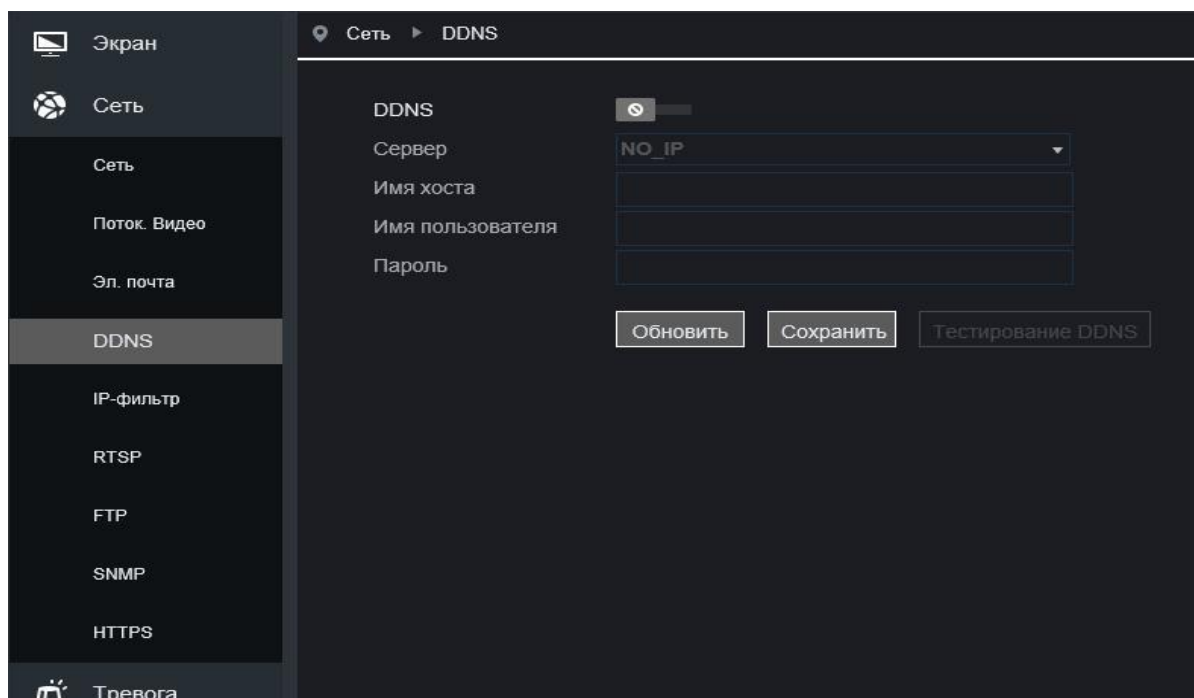 Экран
Сеть
Сеть
Поток. Видео
Эл. почта
DDNS
IP-фильтр
RTSP
FTP
SNMP
HTTPS
Тревога
Сеть DDNS
DDNS
Сервер NO_IP
Имя хоста
Имя пользователя
Пароль
Обновить Сохранить Тестирование DDNS